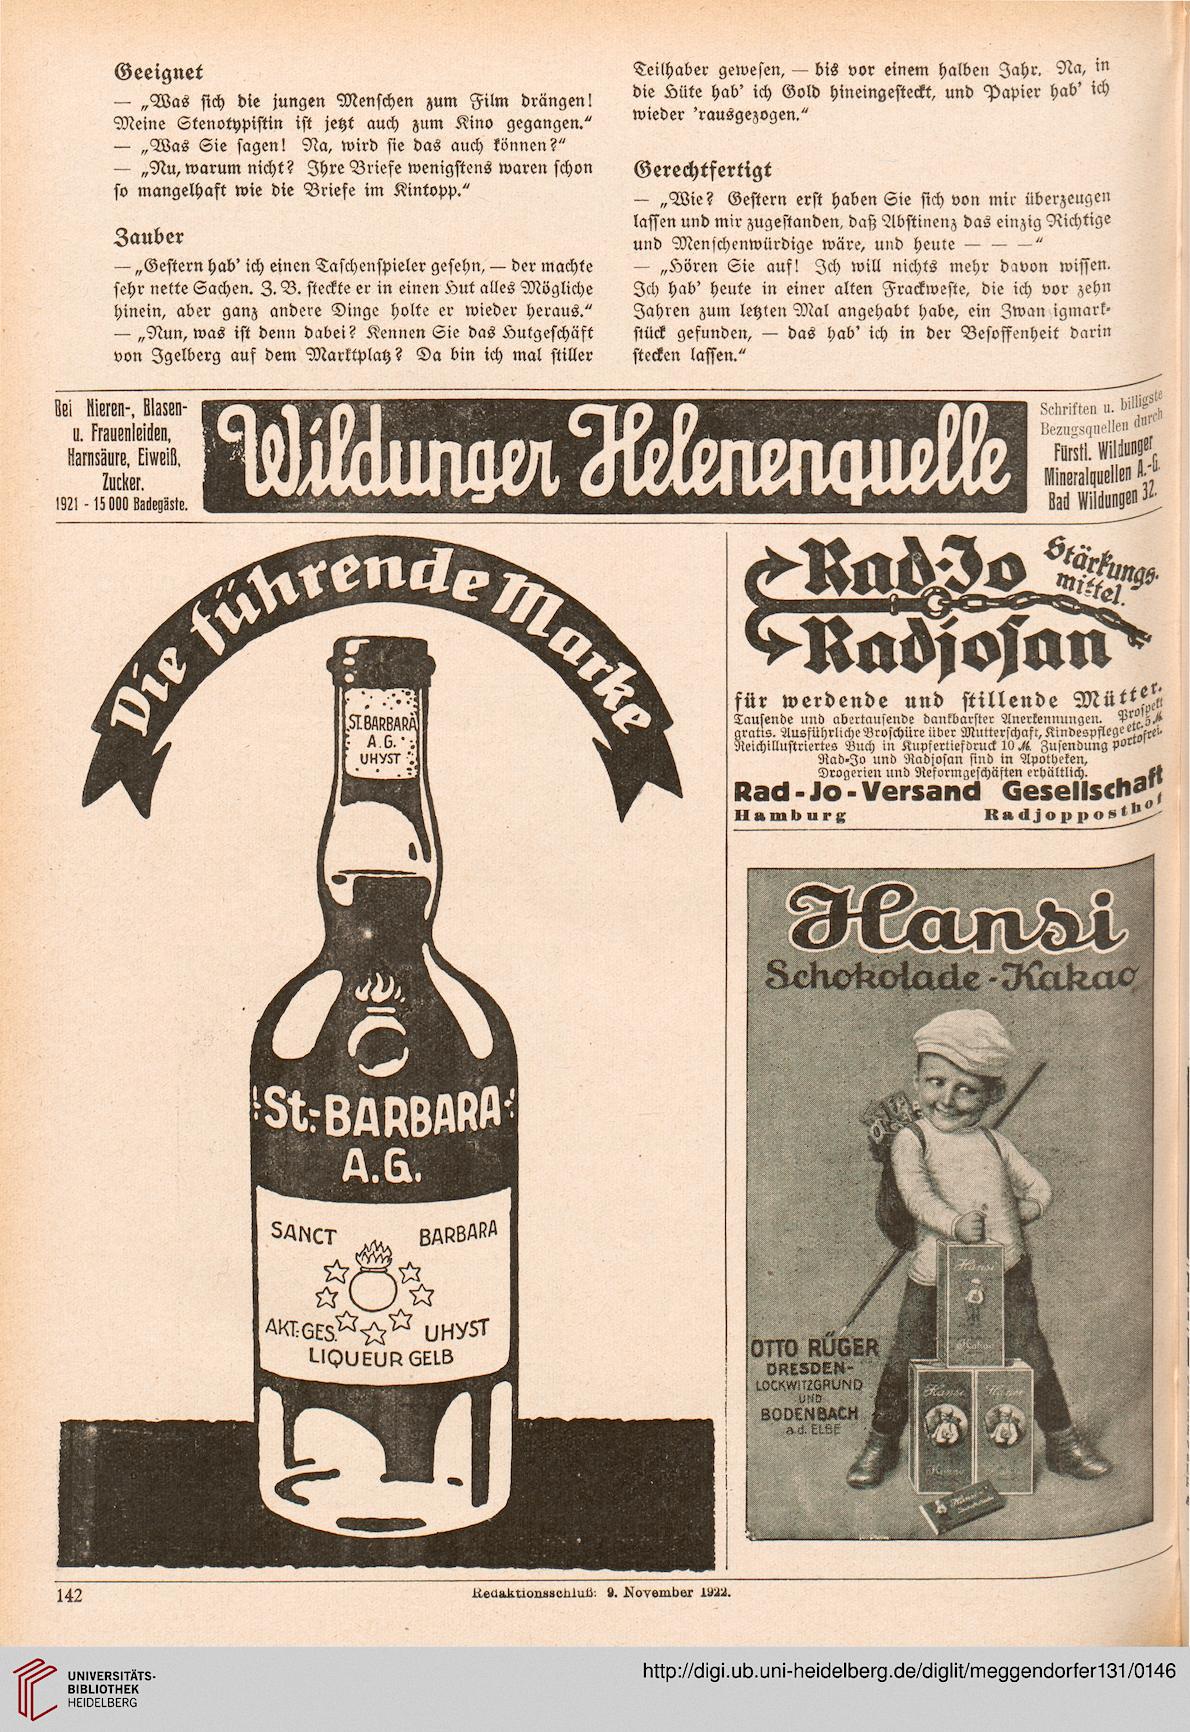 Geeignet
— „Was sich die jungen Menschen zum Film drängen!
Meine Stenotypistin ist jetzt auch zum Kino gegangen."
— „Was Sie sagen! Na, wird sie das auch können?"
— „Nu, warum nicht? Ihre Briefe wenigstens waren schon
so mangelhaft wie die Briefe im Kintopp."
Zauber
— „Gestern hab' ich einen Taschenspieler gesehn, — der machte
sehr nette Sachen. Z. B. steckte er in einen Hut alles Mögliche
hinein, aber ganz andere Dinge holte er wieder heraus."
— „Nun, was ist denn dabei? Kennen Sie das Hutgeschäft
von Igelberg auf dem Marktplatz? Da bin ich mal stiller
Teilhaber gewesen, — bis vor einem halben Jahr. Na, in
die Hüte hab' ich Gold hineingesteckt, und Papier hab' ich
wieder 'rausgezogen."
Gerechtfertigt
— „Wie? Gestern erst haben Sie sich von mir überzeugen
lassen und mir zugestanden, daß Abstinenz das einzig Richtige
und Menschenwürdige wäre, und heute — — —"
— „Hören Sie auf! Ich will nichts mehr davon wissen.
Ich hab' heute in einer alten Frackweste, die ich vor zehn
Jahren zum letzten Mal angehabt habe, ein Zwan igmark-
stück gefunden, — das hab' ich in der Besoffenheit darin
stecken lassen."
Bei Nieren-, Blasen-
u. Frauenleiden,
Harnsäure, Eiweiß,
Zucker.
1921 - 15 000 Badegäste.
Wildunger Helenenquelle
Schriften u. billigste
Bezugsquellen durch
Fürstl. Wildunger
Mineralquellen A.-G.
Bad Wildungen 32.
Die führende Marke
ST. BARBARA
A. G.
UHYST
St.-BARBARA
A.G.
SANCT BARBARA
AKT.-GES. UHYST
LIQUEUR GELB
Rad-Jo Stärkungs-
mittel.
Radjosan
für werdende und stillende Mütter.
Tausende und abertausende dankbarster Anerkennungen. Prospekt
gratis. Ausführliche Broschüre über Mutterschaft, Kindespflege etc. 5 ℳ.
Reichillustriertes Buch in Kupfertiefdruck 10 ℳ. Zusendung portofrei.
Rad-Jo und Radjosan sind in Apotheken,
Drogerien und Reformgeschäften erhältlich.
Rad-Jo-Versand Gesellschaft
Hamburg Radjopposthof
Hansi
Schokolade-Kakao
Hansi
Kakao
OTTO RÜGER
DRESDEN-
LOCKWITZGRUND
UND
BODENBACH
a.d. ELBE
Hansi Hansi
Kakao
Hansi
142
Redaktionsschluß: 9. November 1922.
UNIVERSITÄTS-
BIBLIOTHEK
HEIDELBERG
http://digi.ub.uni-heidelberg.de/diglit/meggendorfer131/0146